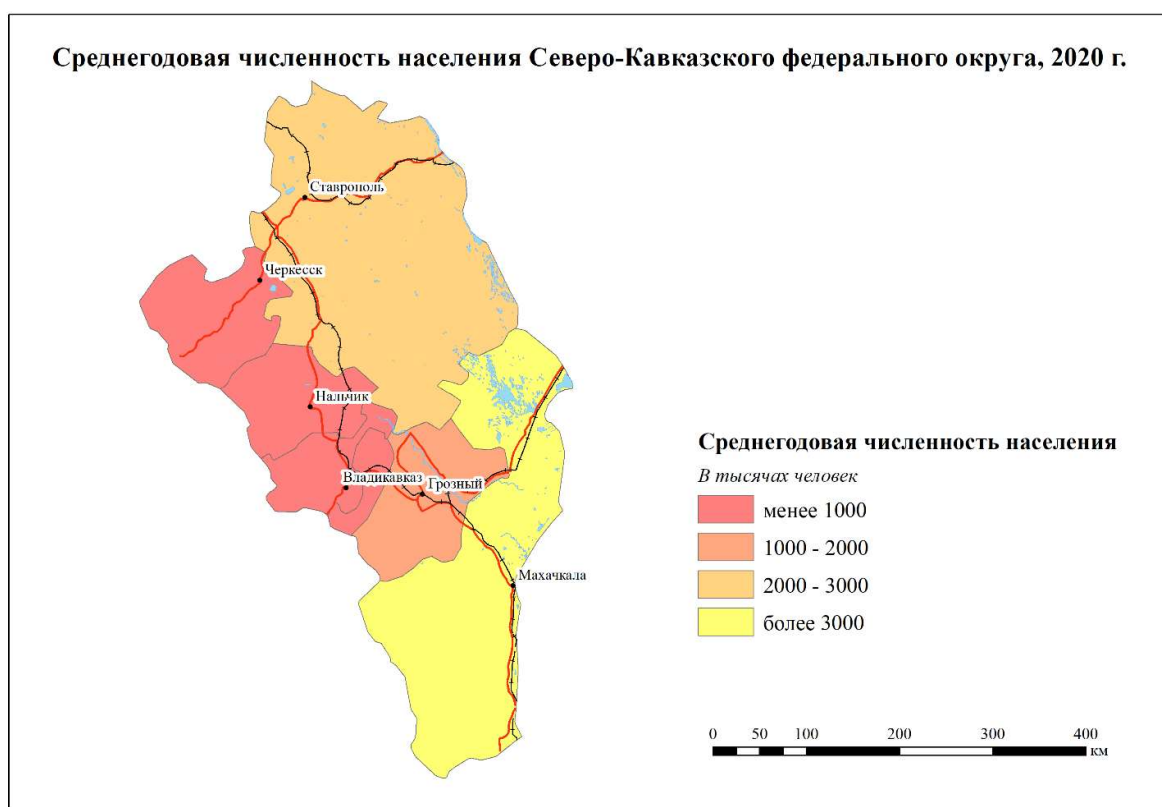 Среднегодовая численность населения Северо-Кавказского федерального округа, 2020 г.
Ставрополь
Черкесск
Нальчик
Владикавказ
Грозный
Махачкала
Среднегодовая численность населения
В тысячах человек
менее 1000
1000 - 2000
2000 - 3000
более 3000
0 50 100 200 300 400
км